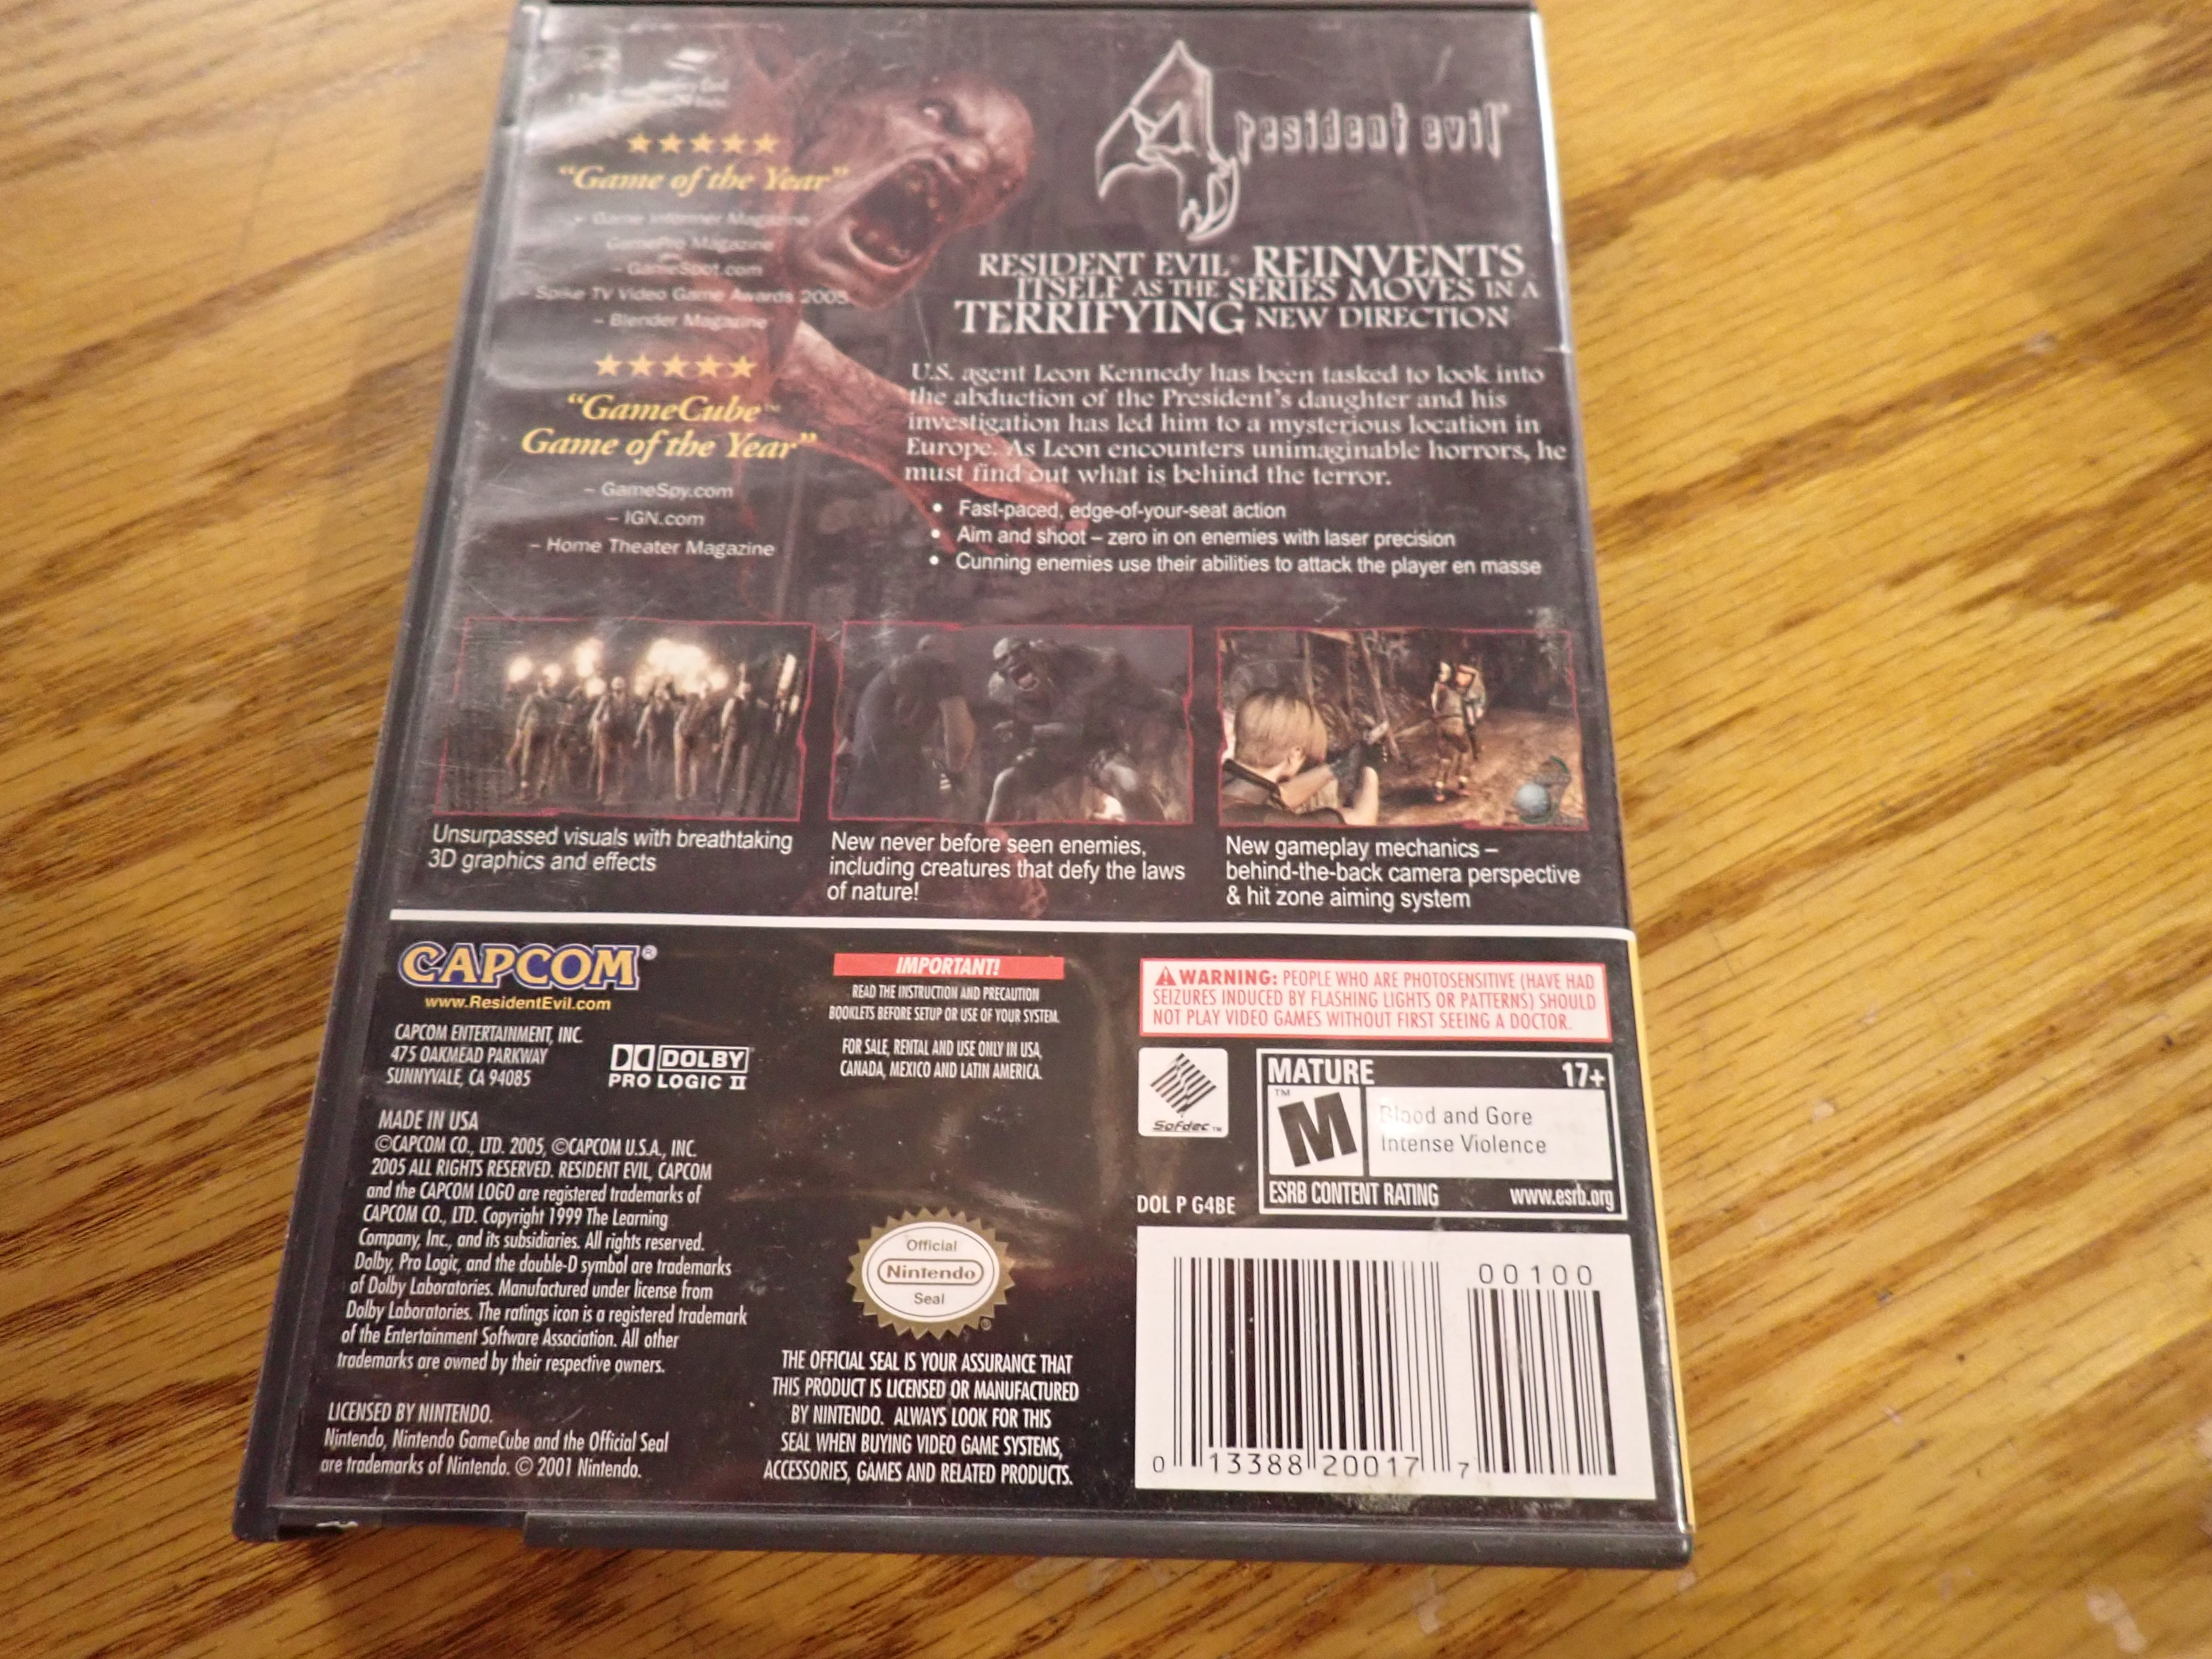 ★★★★★
“Game of the Year”
– Game Informer Magazine
GamePro Magazine
– GameSpot.com
Spike TV Video Game Awards 2005
– Blender Magazine
★★★★★
“GameCube™
Game of the Year”
– GameSpy.com
– IGN.com
– Home Theater Magazine
4 resident evil
RESIDENT EVIL® REINVENTS
ITSELF AS THE SERIES MOVES IN A
TERRIFYING NEW DIRECTION
U.S. agent Leon Kennedy has been tasked to look into
the abduction of the President's daughter and his
investigation has led him to a mysterious location in
Europe. As Leon encounters unimaginable horrors, he
must find out what is behind the terror.
• Fast-paced, edge-of-your-seat action
• Aim and shoot – zero in on enemies with laser precision
• Cunning enemies use their abilities to attack the player en masse
Unsurpassed visuals with breathtaking
3D graphics and effects
New never before seen enemies,
including creatures that defy the laws
of nature!
New gameplay mechanics –
behind-the-back camera perspective
& hit zone aiming system
CAPCOM®
www.ResidentEvil.com
CAPCOM ENTERTAINMENT, INC.
475 OAKMEAD PARKWAY
SUNNYVALE, CA 94085
DOLBY
PRO LOGIC II
MADE IN USA
©CAPCOM CO., LTD. 2005, ©CAPCOM U.S.A., INC.
2005 ALL RIGHTS RESERVED. RESIDENT EVIL, CAPCOM
and the CAPCOM LOGO are registered trademarks of
CAPCOM CO., LTD. Copyright 1999 The Learning
Company, Inc., and its subsidiaries. All rights reserved.
Dolby, Pro Logic, and the double-D symbol are trademarks
of Dolby Laboratories. Manufactured under license from
Dolby Laboratories. The ratings icon is a registered trademark
of the Entertainment Software Association. All other
trademarks are owned by their respective owners.
LICENSED BY NINTENDO.
Nintendo, Nintendo GameCube and the Official Seal
are trademarks of Nintendo. © 2001 Nintendo.
IMPORTANT!
READ THE INSTRUCTION AND PRECAUTION
BOOKLETS BEFORE SETUP OR USE OF YOUR SYSTEM.
FOR SALE, RENTAL AND USE ONLY IN USA,
CANADA, MEXICO AND LATIN AMERICA.
Official
Nintendo
Seal
®
THE OFFICIAL SEAL IS YOUR ASSURANCE THAT
THIS PRODUCT IS LICENSED OR MANUFACTURED
BY NINTENDO. ALWAYS LOOK FOR THIS
SEAL WHEN BUYING VIDEO GAME SYSTEMS,
ACCESSORIES, GAMES AND RELATED PRODUCTS.
WARNING: PEOPLE WHO ARE PHOTOSENSITIVE (HAVE HAD
SEIZURES INDUCED BY FLASHING LIGHTS OR PATTERNS) SHOULD
NOT PLAY VIDEO GAMES WITHOUT FIRST SEEING A DOCTOR.
Sofdec™
MATURE 17+
™
M
Blood and Gore
Intense Violence
ESRB CONTENT RATING www.esrb.org
DOL P G4BE
00100
0 13388 20017 7